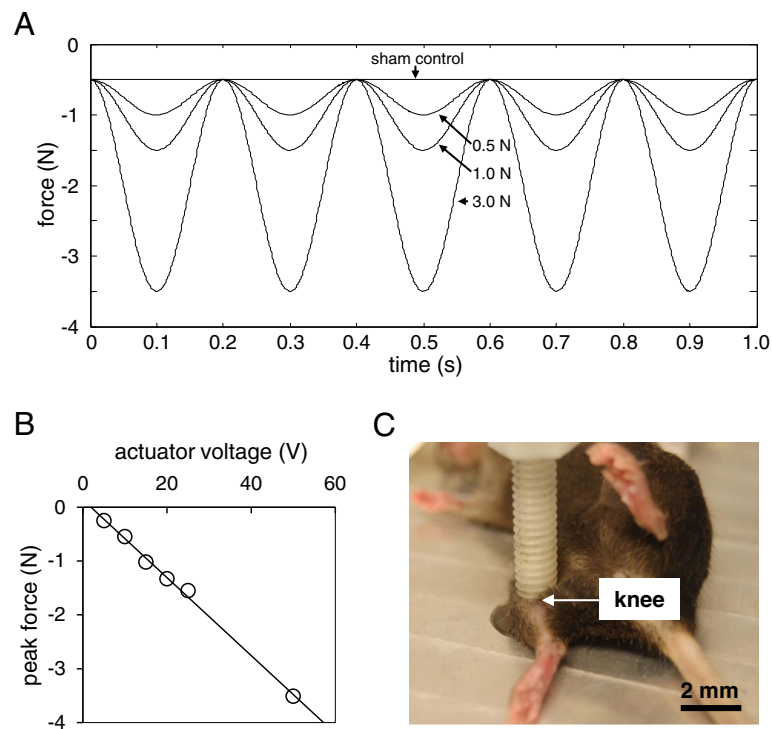 A
0
-1
-2
-3
-4
force (N)
sham control
0.5 N
1.0 N
3.0 N
0 0.1 0.2 0.3 0.4 0.5 0.6 0.7 0.8 0.9 1.0
time (s)
B
actuator voltage (V)
0 20 40 60
0
-1
-2
-3
-4
peak force (N)
C
knee
2 mm